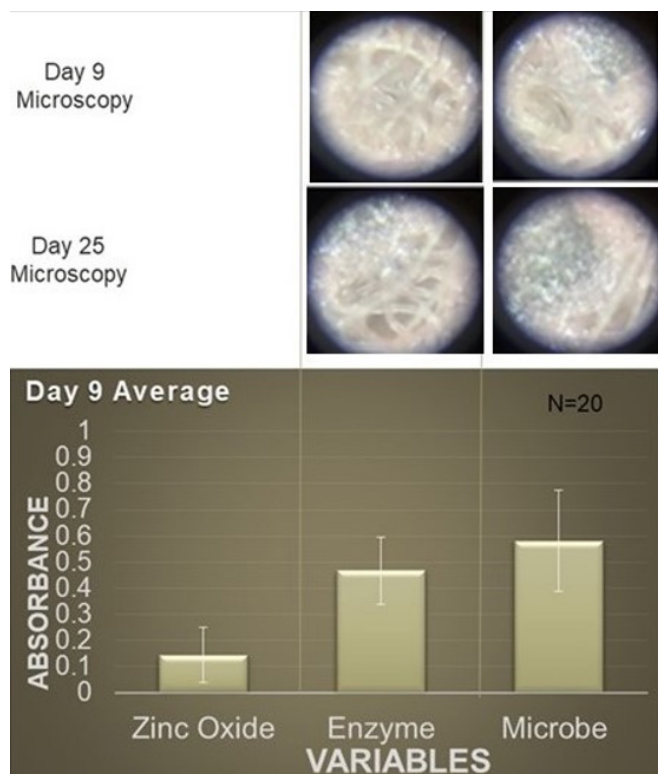 Day 9
Microscopy
Day 25
Microscopy
Day 9 Average
N=20
1
0.9
0.8
0.7
0.6
0.5
0.4
0.3
0.2
0.1
0
ABSORBANCE
Zinc Oxide Enzyme Microbe
VARIABLES